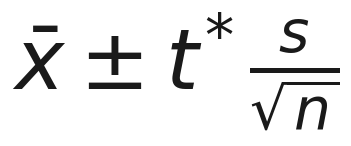 x̄ ± t* s/√n